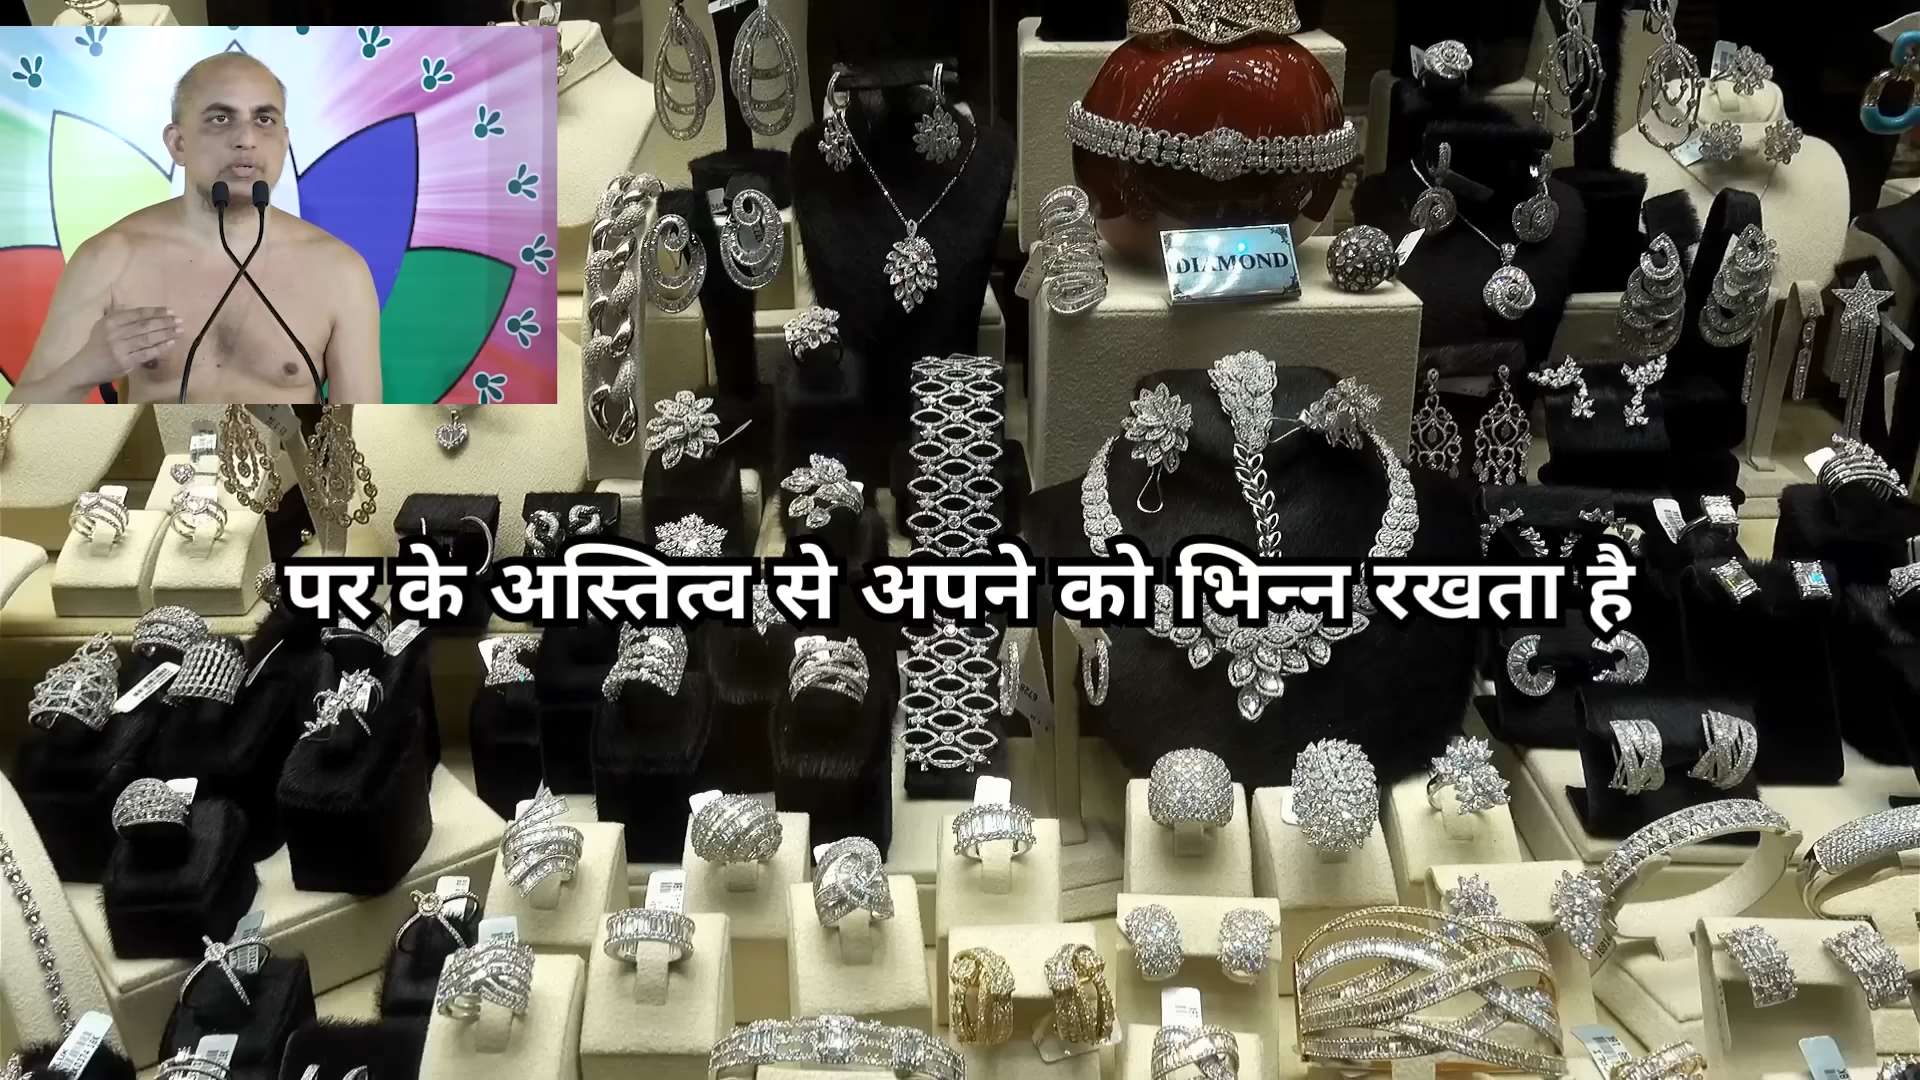 DIAMOND
पर के अस्तित्व से अपने को भिन्न रखता है